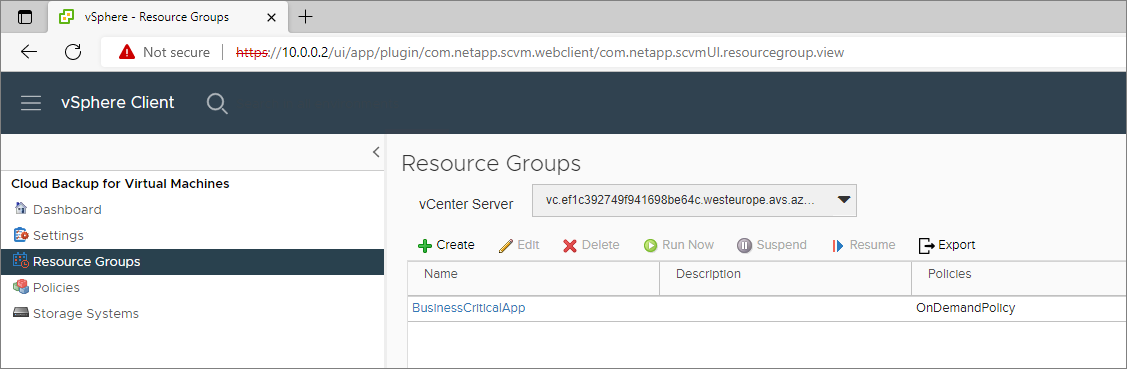 vSphere - Resource Groups
Not secure https://10.0.0.2/ui/app/plugin/com.netapp.scvm.webclient/com.netapp.scvmUI.resourcegroup.view
vSphere Client
Cloud Backup for Virtual Machines
Dashboard
Settings
Resource Groups
Policies
Storage Systems
Resource Groups
vCenter Server vc.ef1c392749f941698be64c.westeurope.avs.az...
Create Edit Delete Run Now Suspend Resume Export
Name Description Policies
BusinessCriticalApp OnDemandPolicy